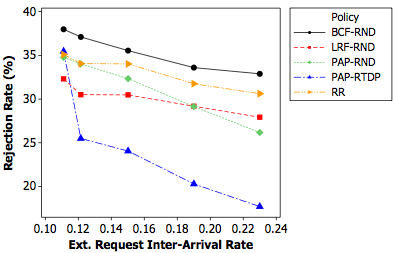 Rejection Rate (%)
40
35
30
25
20
0.10
0.12
0.14
0.16
0.18
0.20
0.22
0.24
Ext. Request Inter-Arrival Rate
Policy
BCF-RND
LRF-RND
PAP-RND
PAP-RTDP
RR